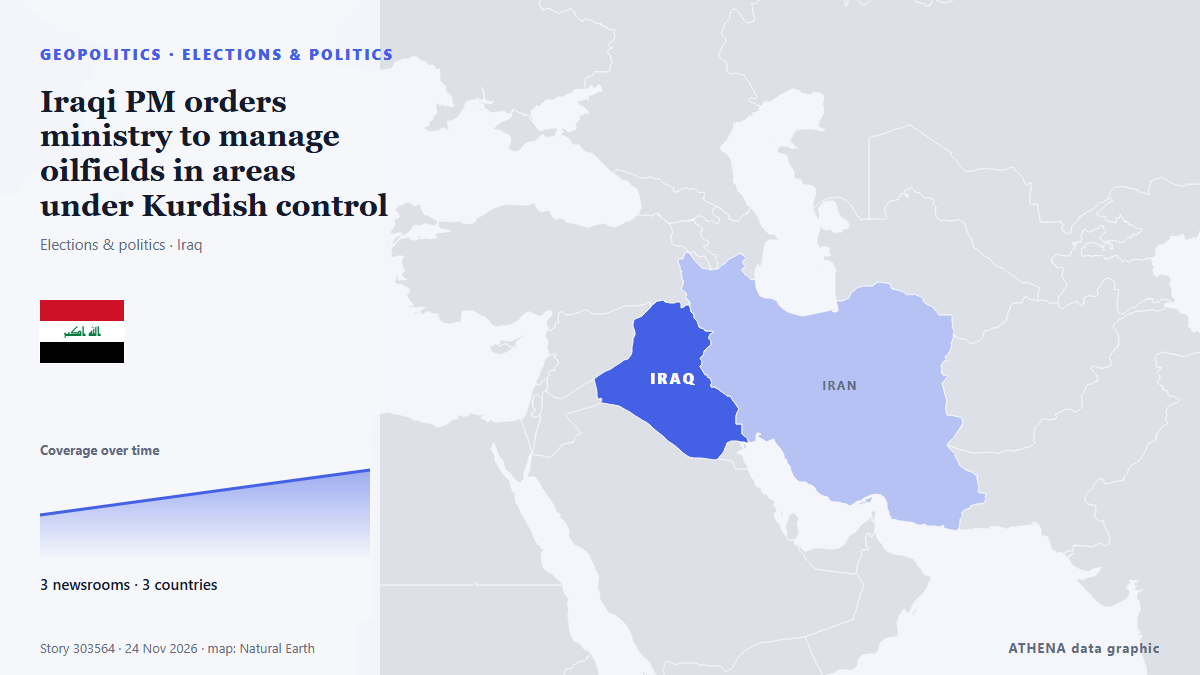 GEOPOLITICS · ELECTIONS & POLITICS
Iraqi PM orders
ministry to manage
oilfields in areas
under Kurdish control
Elections & politics · Iraq
الله اكبر
IRAQ
IRAN
Coverage over time
3 newsrooms · 3 countries
Story 303564 · 24 Nov 2026 · map: Natural Earth
ATHENA data graphic